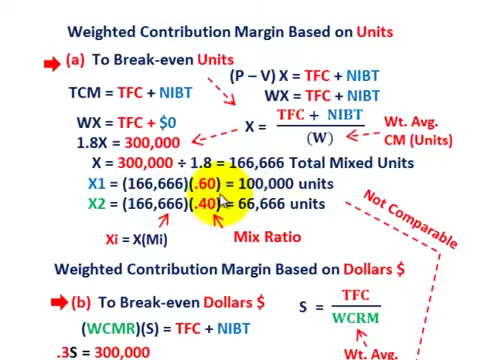 Weighted Contribution Margin Based on Units
(a) To Break-even Units
(P – V) X = TFC + NIBT
TCM = TFC + NIBT
WX = TFC + NIBT
WX = TFC + $0
X = TFC + NIBT / (W)
Wt. Avg. CM (Units)
1.8X = 300,000
X = 300,000 ÷ 1.8 = 166,666 Total Mixed Units
X1 = (166,666)(.60) = 100,000 units
X2 = (166,666)(.40) = 66,666 units
Not Comparable
Xi = X(Mi)
Mix Ratio
Weighted Contribution Margin Based on Dollars $
(b) To Break-even Dollars $
S = TFC / WCRM
(WCMR)(S) = TFC + NIBT
.3S = 300,000
Wt. Avg.